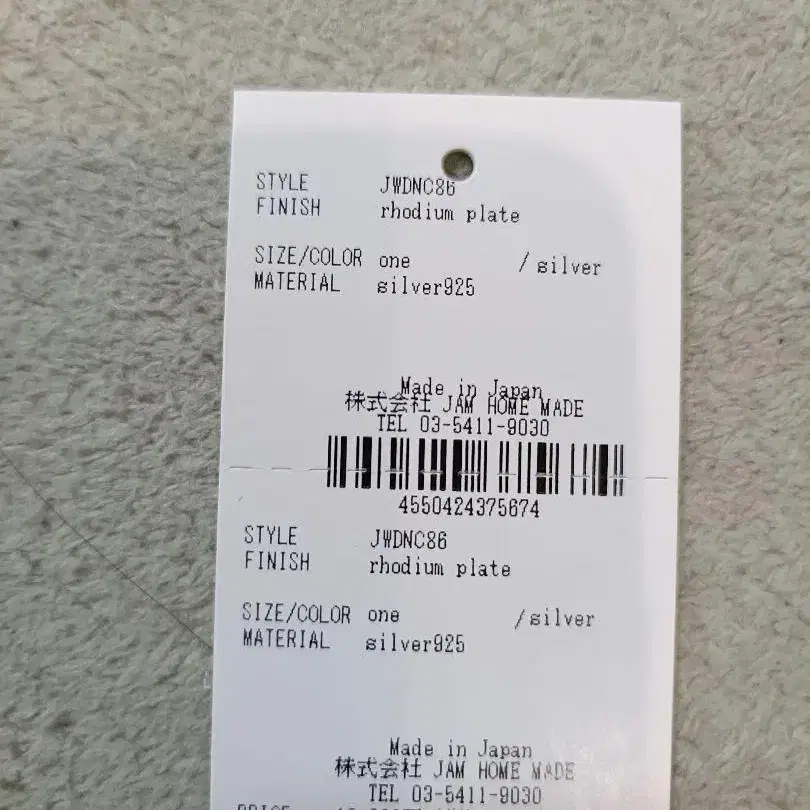 STYLE JWDNC86
FINISH rhodium plate
SIZE/COLOR one / silver
MATERIAL silver925
Made in Japan
株式会社 JAM HOME MADE
TEL 03-5411-9030
4550424375674
STYLE JWDNC86
FINISH rhodium plate
SIZE/COLOR one /silver
MATERIAL silver925
Made in Japan
株式会社 JAM HOME MADE
TEL 03-5411-9030